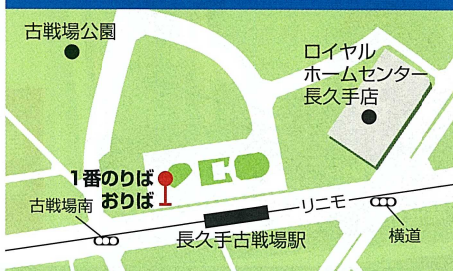 古戦場公園
ロイヤル
ホームセンター
長久手店
1番のりば
おりば
古戦場南
リニモ
長久手古戦場駅
横道